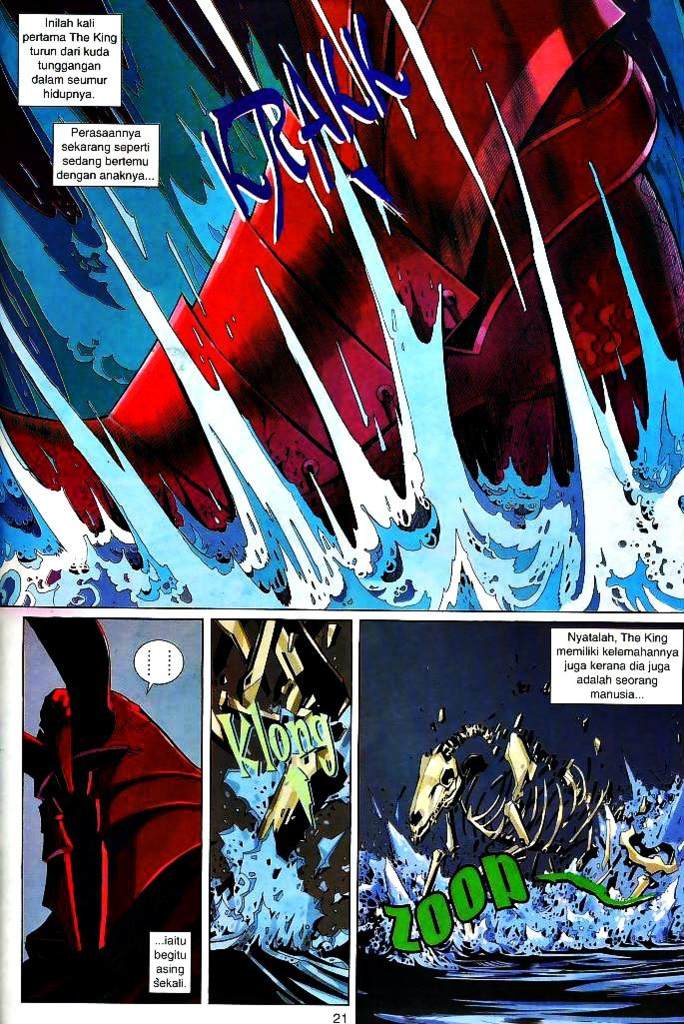 Inilah kali
pertama The King
turun dari kuda
tunggangan
dalam seumur
hidupnya.
Perasaannya
sekarang seperti
sedang bertemu
dengan anaknya...
KRAKK
...iaitu
begitu
asing
sekali.
Klong
Nyatalah, The King
memiliki kelemahannya
juga kerana dia juga
adalah seorang
manusia...
ZOOP
21